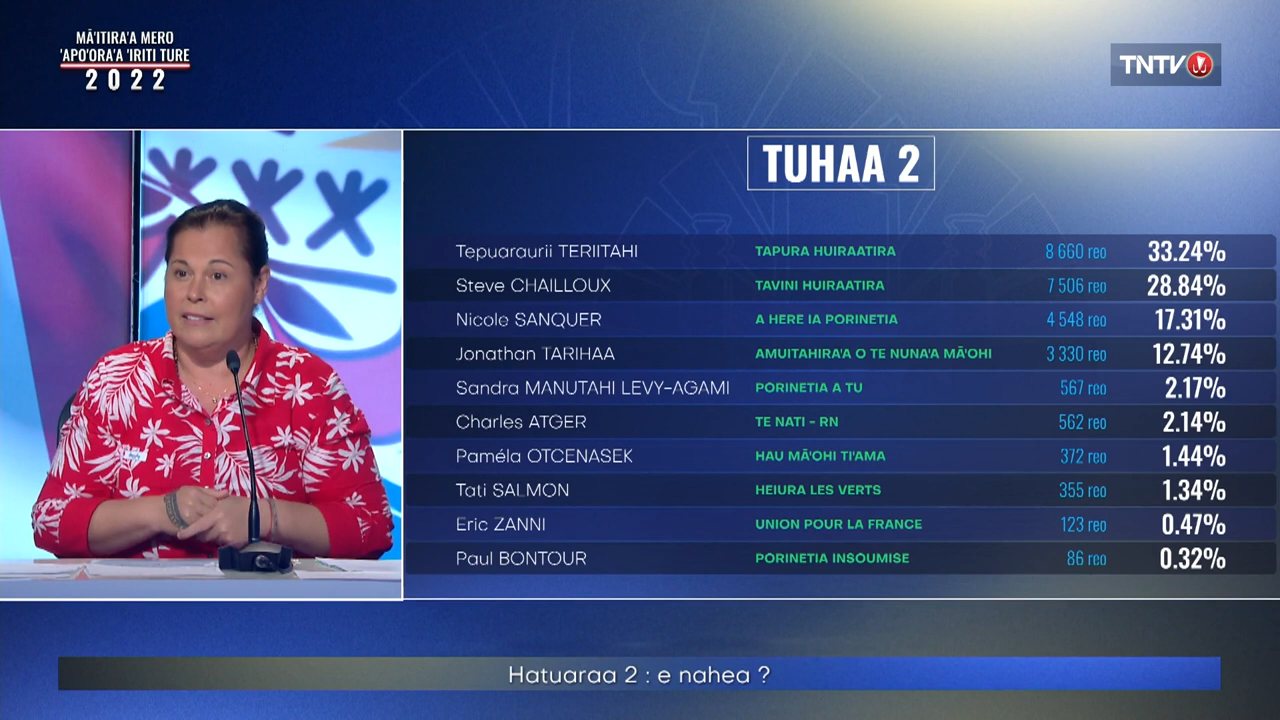 MĀ'ITIRA'A MERO
'APO'ORA'A 'IRITI TURE
2022
TNTV
TUHAA 2
Tepuaraurii TERIITAHI TAPURA HUIRAATIRA 8 660 reo 33.24%
Steve CHAILLOUX TAVINI HUIRAATIRA 7 506 reo 28.84%
Nicole SANQUER A HERE IA PORINETIA 4 548 reo 17.31%
Jonathan TARIHAA AMUITAHIRA'A O TE NUNA'A MĀ'OHI 3 330 reo 12.74%
Sandra MANUTAHI LEVY-AGAMI PORINETIA A TU 567 reo 2.17%
Charles ATGER TE NATI - RN 562 reo 2.14%
Paméla OTCENASEK HAU MĀ'OHI TI'AMA 372 reo 1.44%
Tati SALMON HEIURA LES VERTS 355 reo 1.34%
Eric ZANNI UNION POUR LA FRANCE 123 reo 0.47%
Paul BONTOUR PORINETIA INSOUMISE 86 reo 0.32%
Hatuaraa 2 : e nahea ?